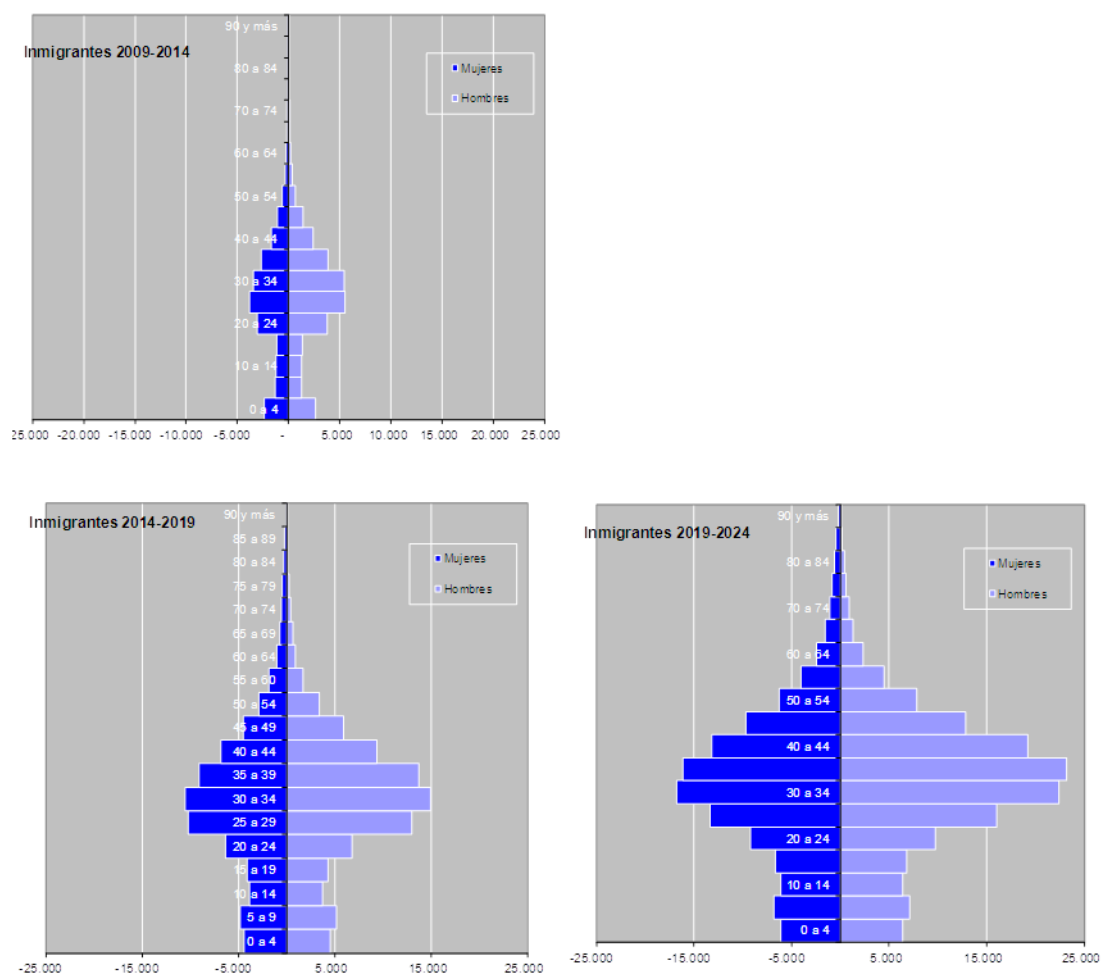 90 y más
Inmigrantes 2009-2014
80 a 84
70 a 74
60 a 64
50 a 54
40 a 44
30 a 34
20 a 24
10 a 14
0 a 4
Mujeres
Hombres
25.000 -20.000 -15.000 -10.000 -5.000 - 5.000 10.000 15.000 20.000 25.000
90 y más
Inmigrantes 2014-2019
85 a 89
80 a 84
75 a 79
70 a 74
65 a 69
60 a 64
55 a 60
50 a 54
45 a 49
40 a 44
35 a 39
30 a 34
25 a 29
20 a 24
15 a 19
10 a 14
5 a 9
0 a 4
Mujeres
Hombres
-25.000 -15.000 -5.000 5.000 15.000 25.000
90 y más
Inmigrantes 2019-2024
80 a 84
70 a 74
60 a 64
50 a 54
40 a 44
30 a 34
20 a 24
10 a 14
0 a 4
Mujeres
Hombres
-25.000 -15.000 -5.000 5.000 15.000 25.000